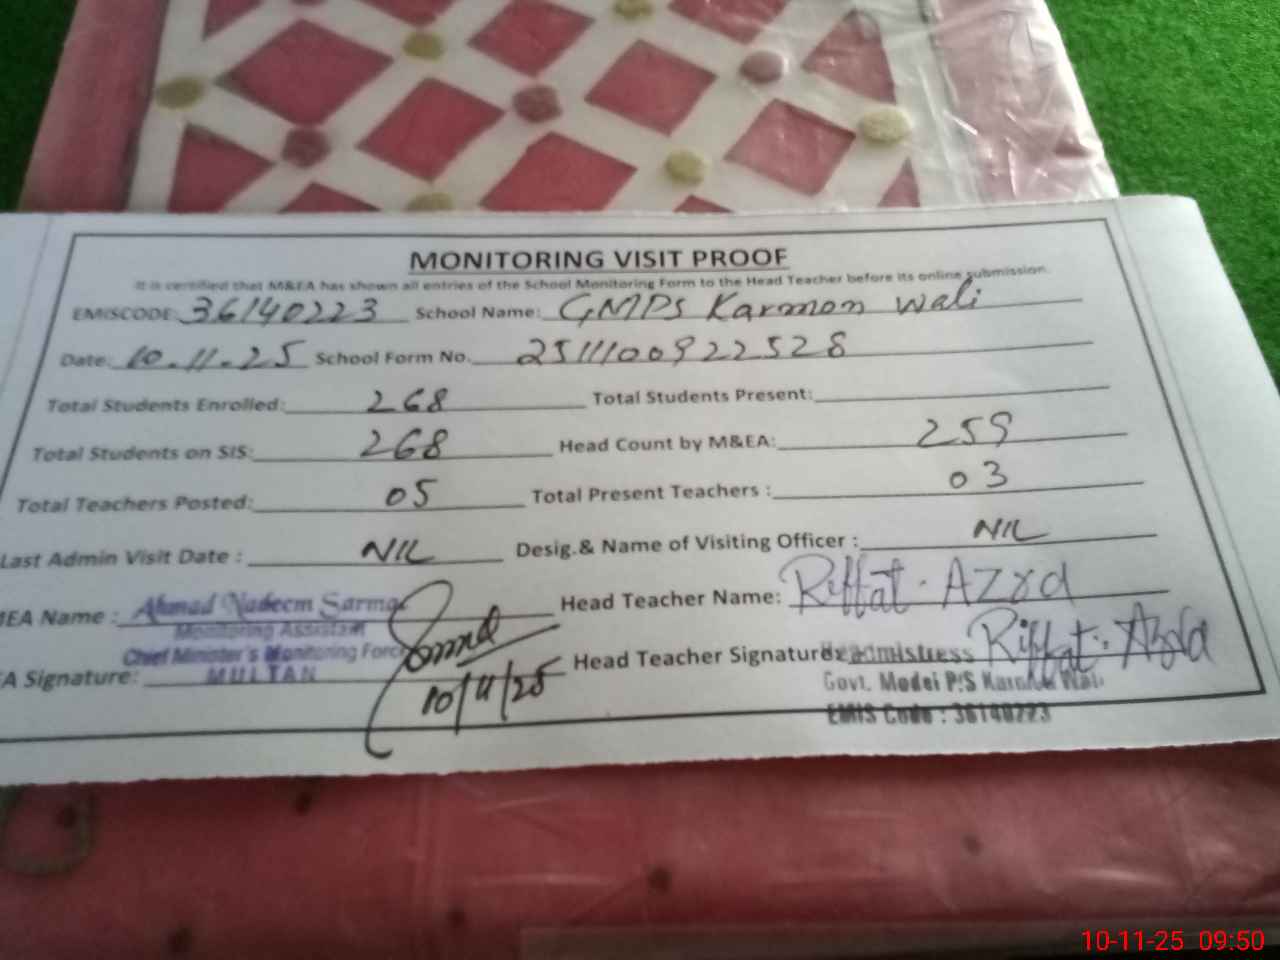 MONITORING VISIT PROOF
It is certified that M&EA has shown all entries of the School Monitoring Form to the Head Teacher before its online submission.
EMISCODE: 36140223 School Name: GMPS Karmon Wali
Date: 10.11.25 School Form No. 2511100922528
Total Students Enrolled: 268 Total Students Present:
Total Students on SIS: 268 Head Count by M&EA: 259
Total Teachers Posted: 05 Total Present Teachers : 03
Last Admin Visit Date : NIL Desig.& Name of Visiting Officer : NIL
MEA Name : Ahmad Nadeem Head Teacher Name: Riffat . Azra
Monitoring Assistant
Chief Minister's Monitoring Force
MULTAN
EA Signature: 10/11/25 Head Teacher Signature: Riffat . Azra
Headmistress
Govt. Model P/S Karmon Wali
EMIS Code : 36140223
10-11-25 09:50